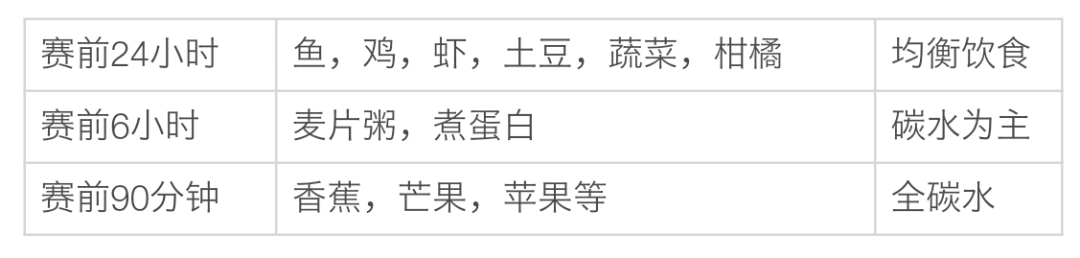 赛前24小时 鱼，鸡，虾，土豆，蔬菜，柑橘 均衡饮食
赛前6小时 麦片粥，煮蛋白 碳水为主
赛前90分钟 香蕉，芒果，苹果等 全碳水